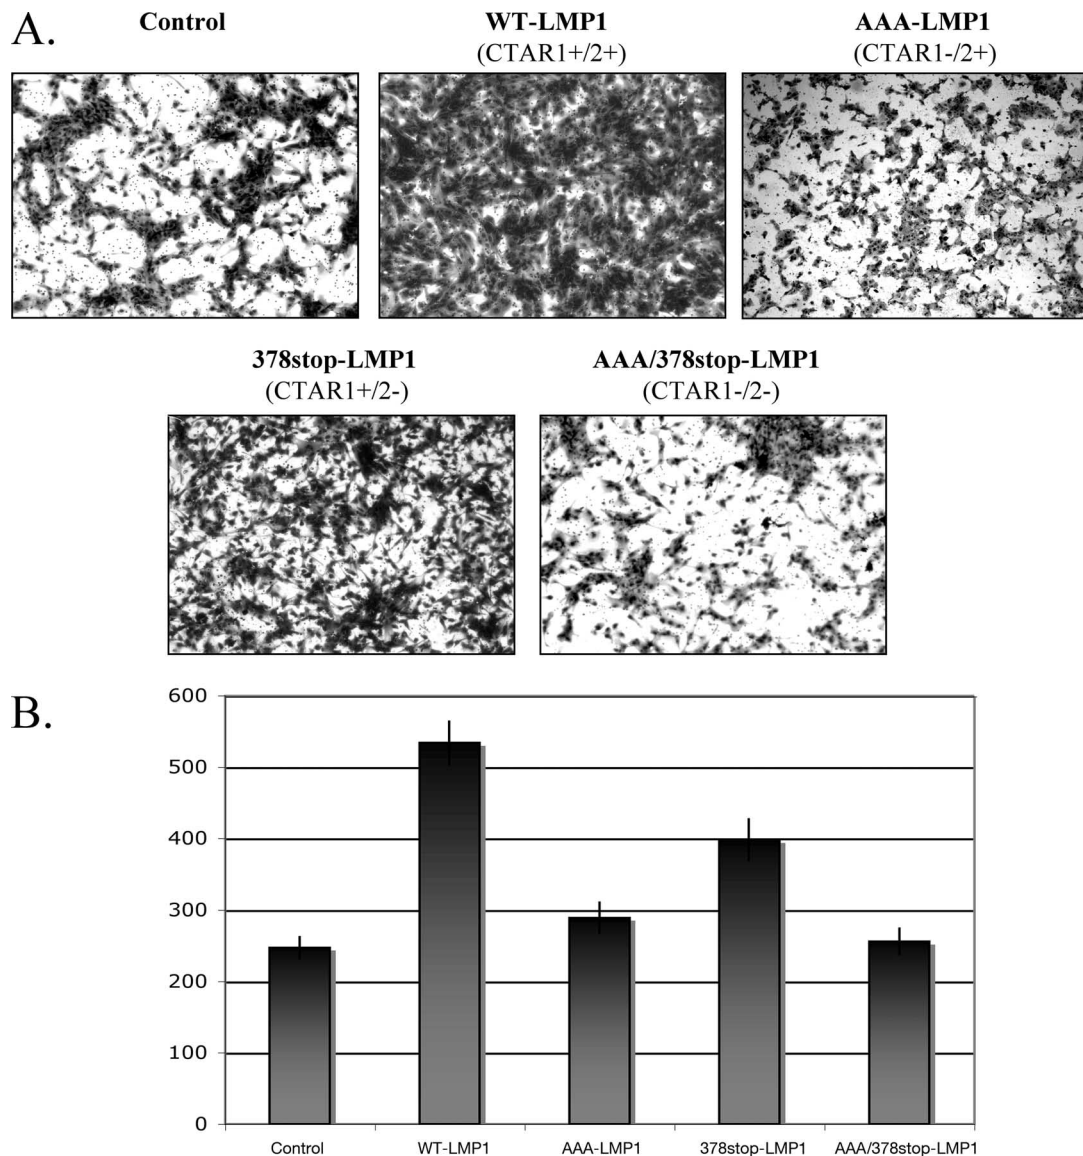 A.
Control
WT-LMP1
(CTAR1+/2+)
AAA-LMP1
(CTAR1-/2+)
378stop-LMP1
(CTAR1+/2-)
AAA/378stop-LMP1
(CTAR1-/2-)
B.
600
500
400
300
200
100
0
Control
WT-LMP1
AAA-LMP1
378stop-LMP1
AAA/378stop-LMP1